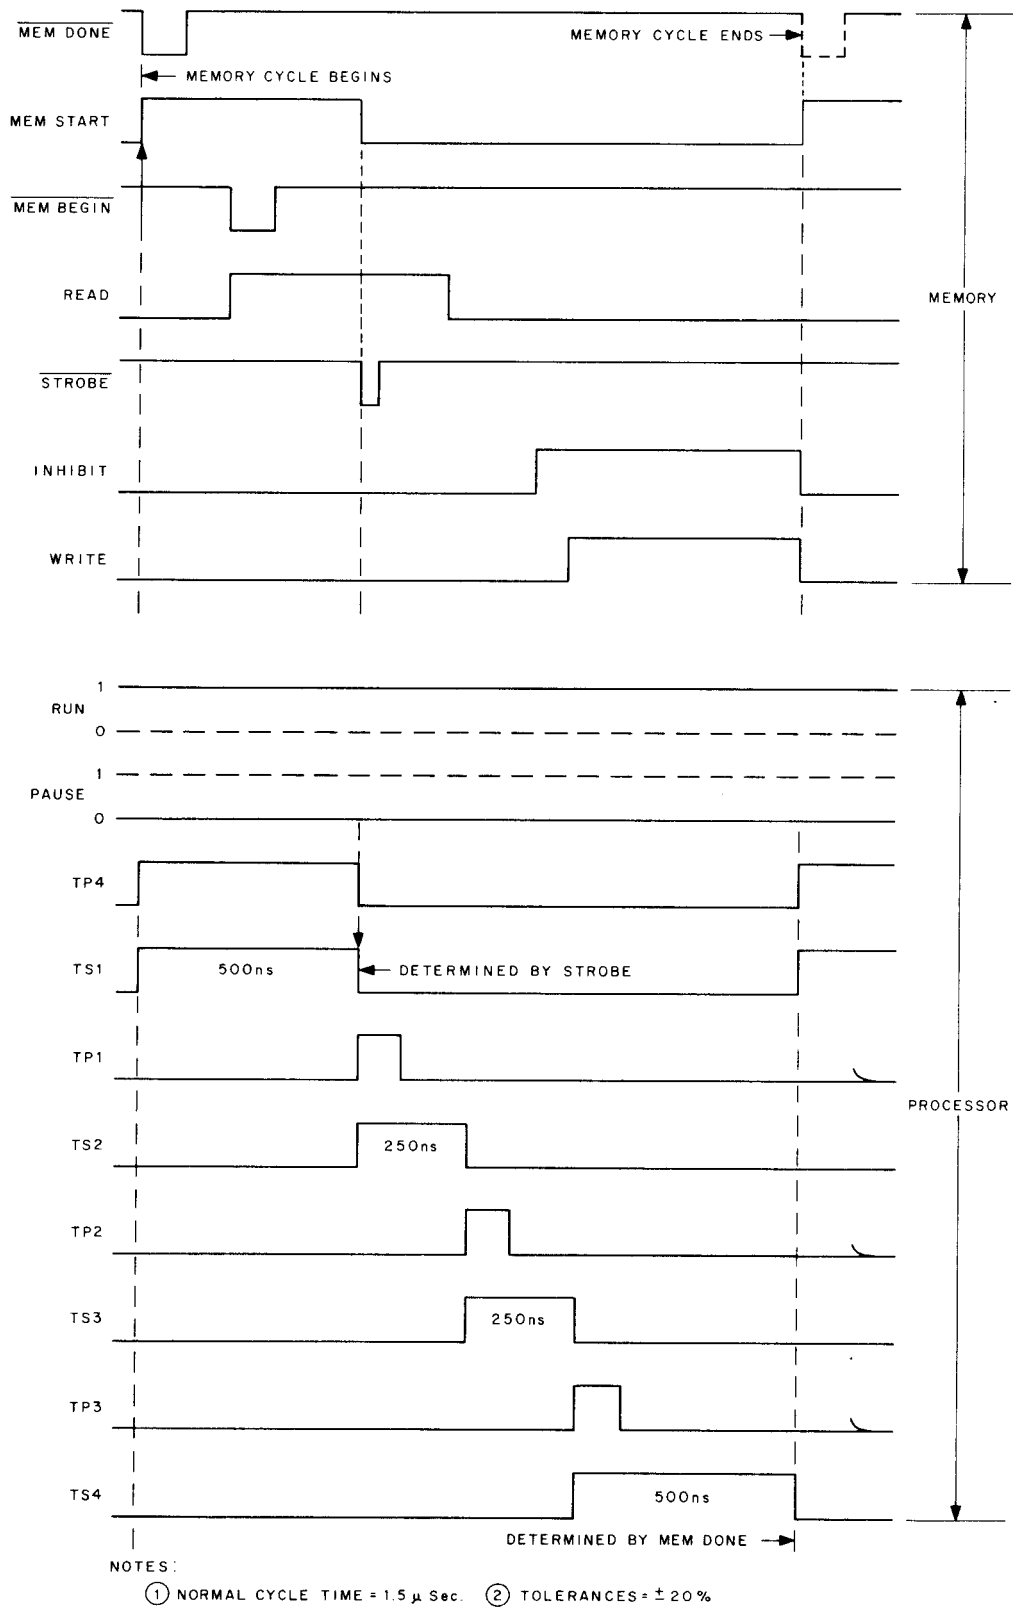 MEM DONE
MEMORY CYCLE ENDS
MEMORY CYCLE BEGINS
MEM START
MEM BEGIN
READ
MEMORY
STROBE
INHIBIT
WRITE
1
RUN
0
1
PAUSE
0
TP4
TS1 500ns DETERMINED BY STROBE
TP1
PROCESSOR
TS2 250ns
TP2
TS3 250ns
TP3
TS4 500ns
DETERMINED BY MEM DONE
NOTES:
1 NORMAL CYCLE TIME = 1.5 μ Sec. 2 TOLERANCES = ± 20%